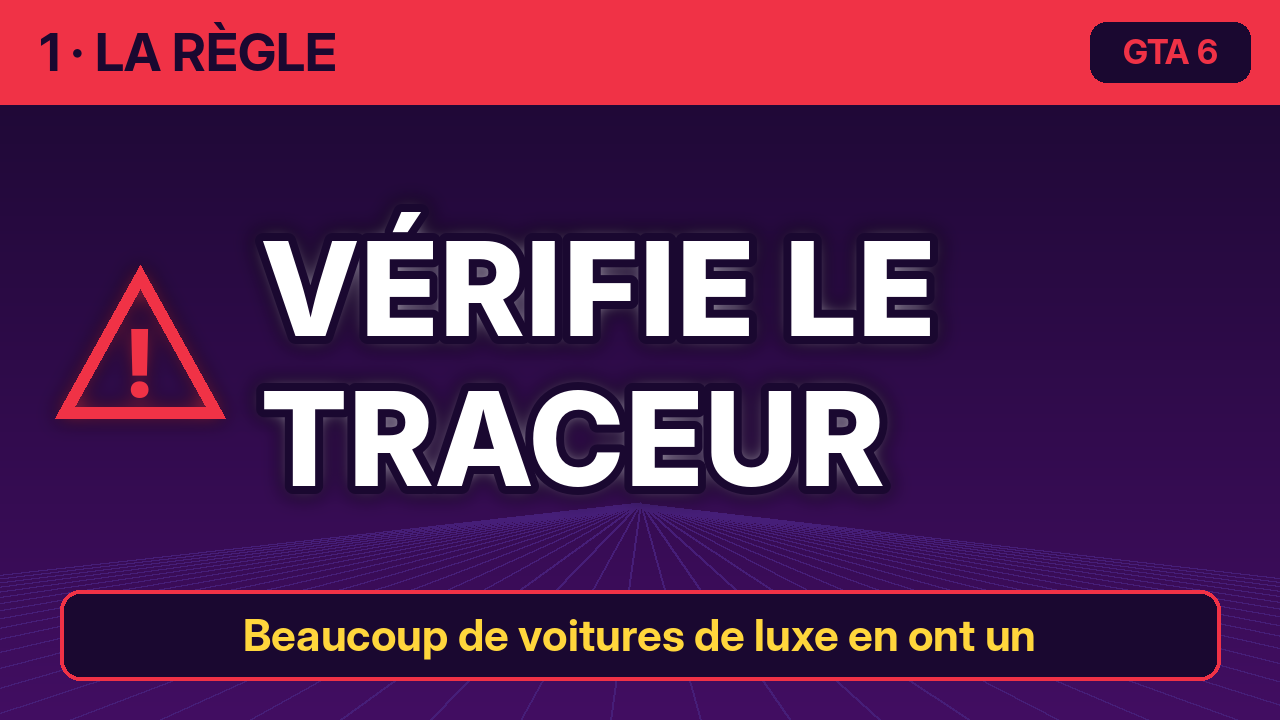 1 · LA RÈGLE
GTA 6
VÉRIFIE LE
TRACEUR
Beaucoup de voitures de luxe en ont un